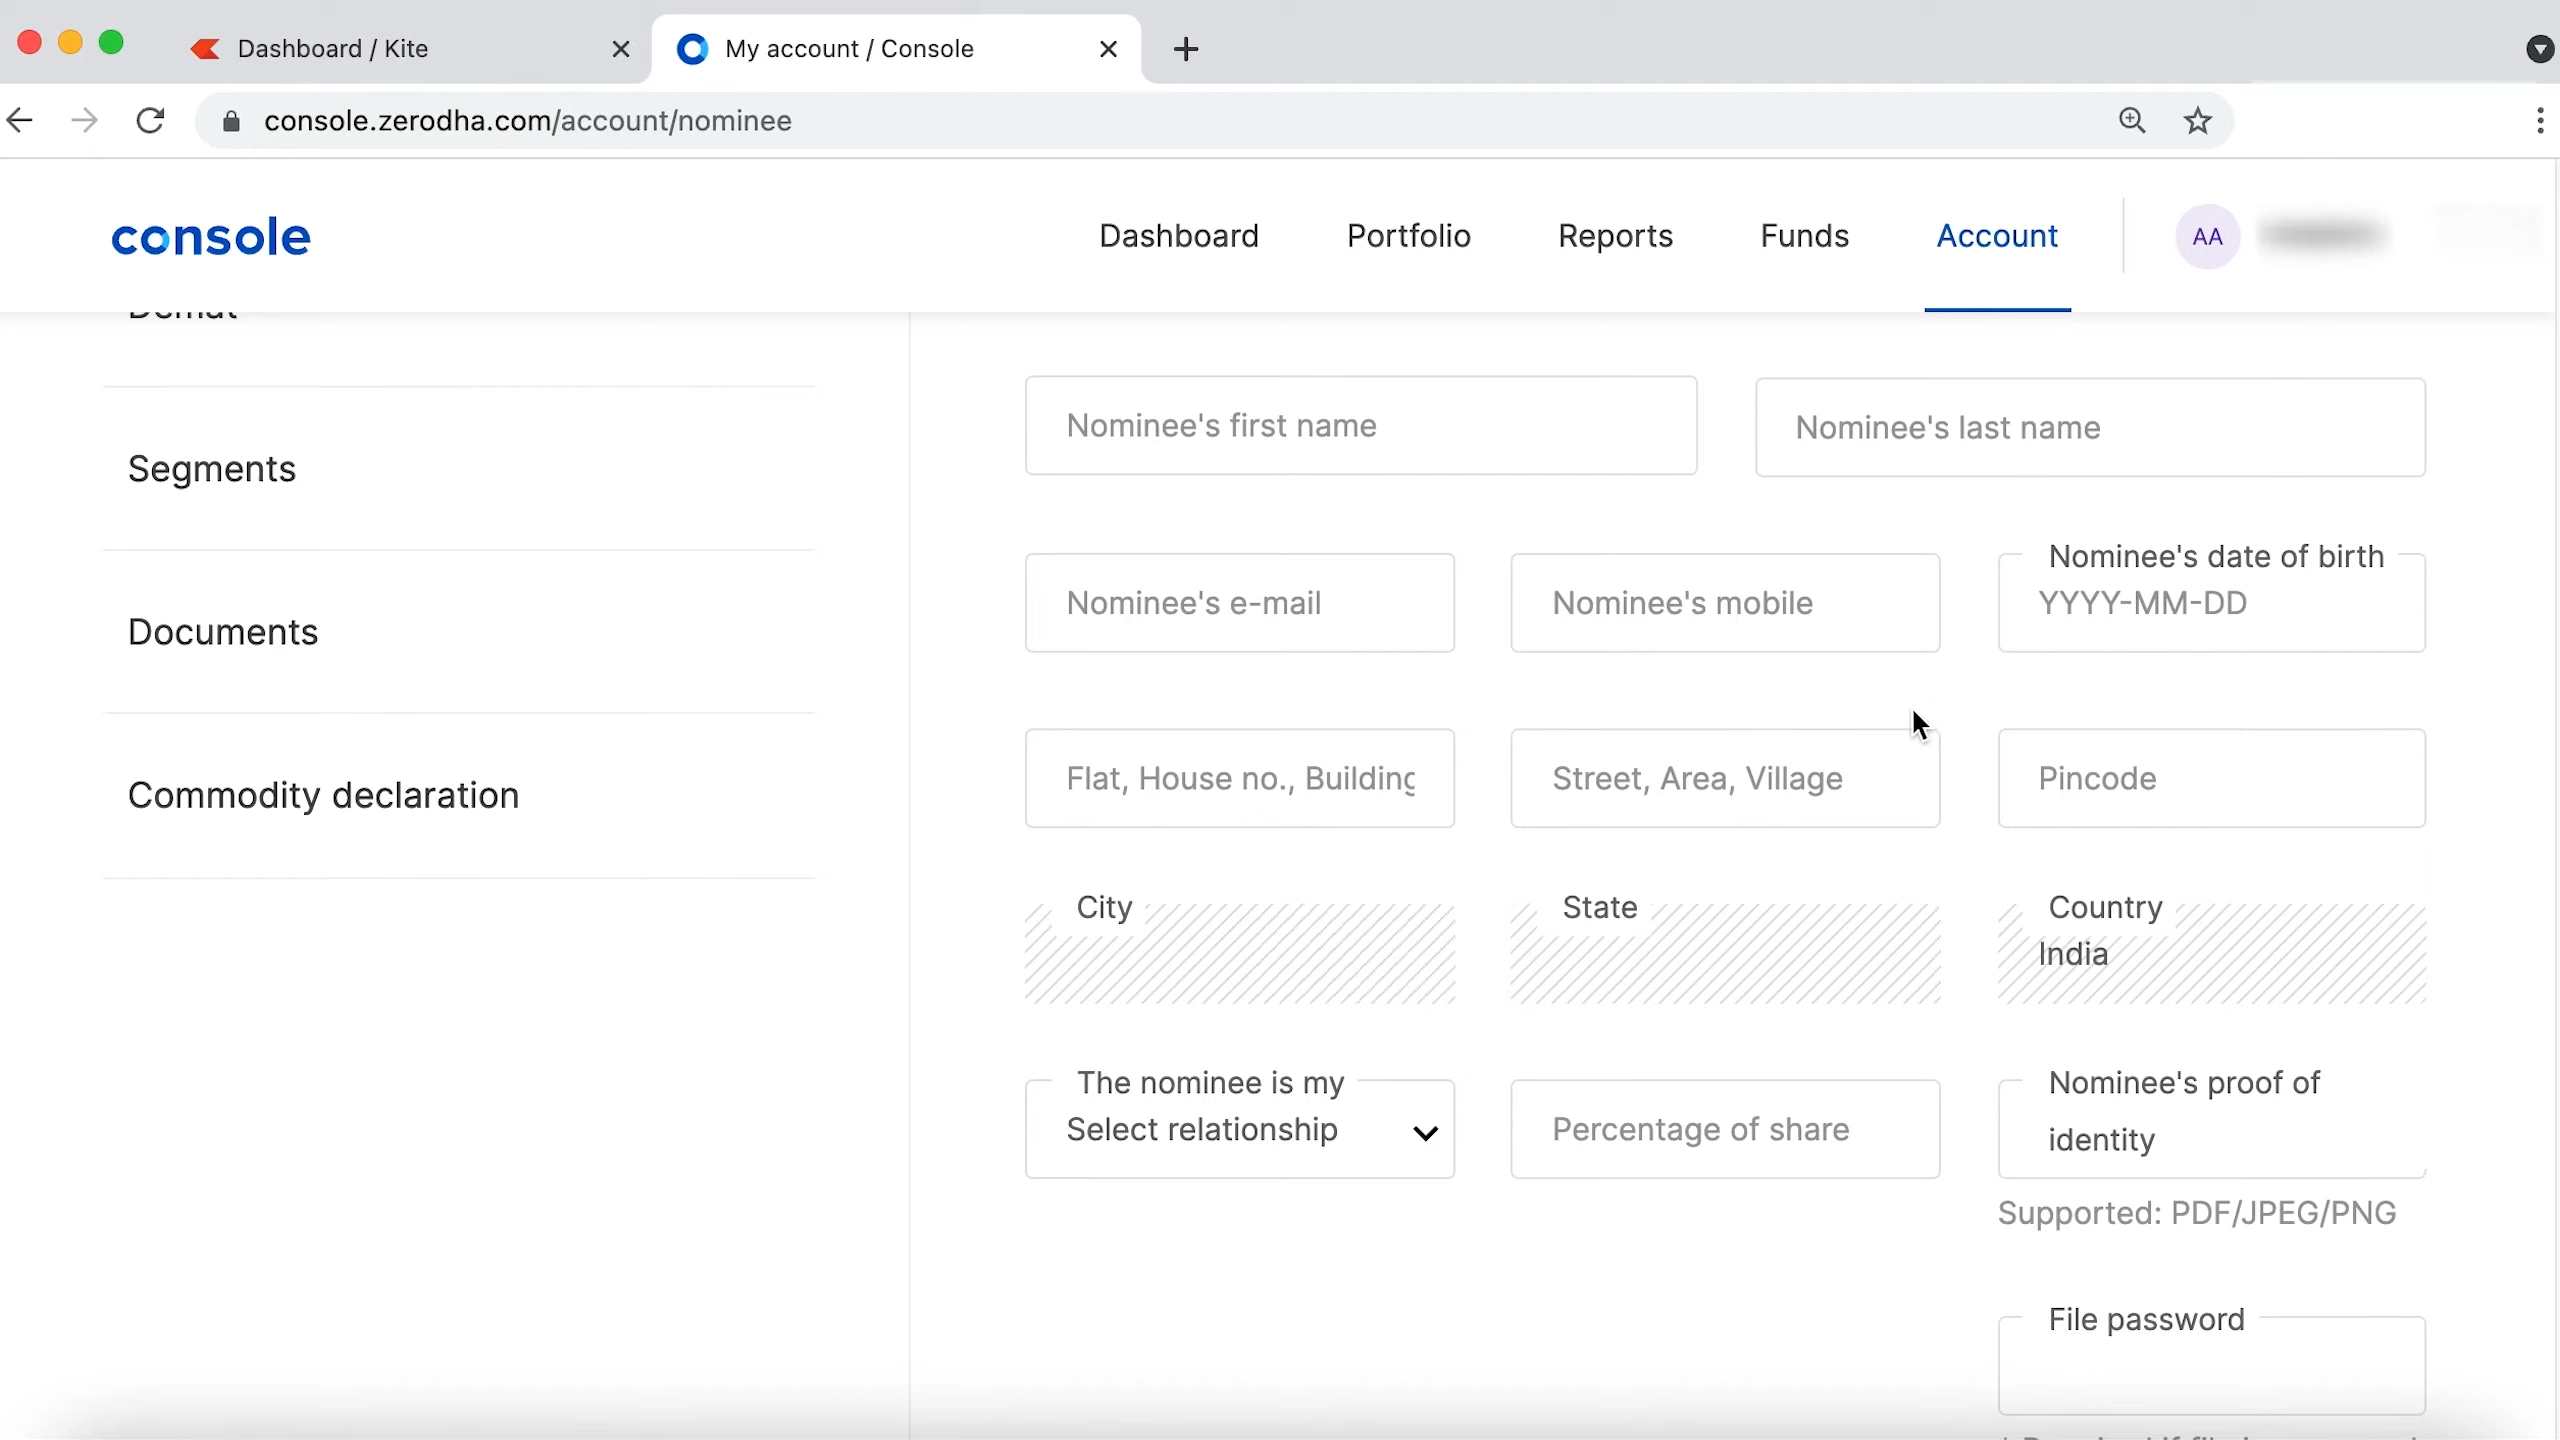 Dashboard / Kite
My account / Console
console.zerodha.com/account/nominee
console
Dashboard
Portfolio
Reports
Funds
Account
AA
Demat
Segments
Documents
Commodity declaration
Nominee's first name
Nominee's last name
Nominee's e-mail
Nominee's mobile
Nominee's date of birth
YYYY-MM-DD
Flat, House no., Building
Street, Area, Village
Pincode
City
State
Country
India
The nominee is my
Select relationship
Percentage of share
Nominee's proof of
identity
Supported: PDF/JPEG/PNG
File password